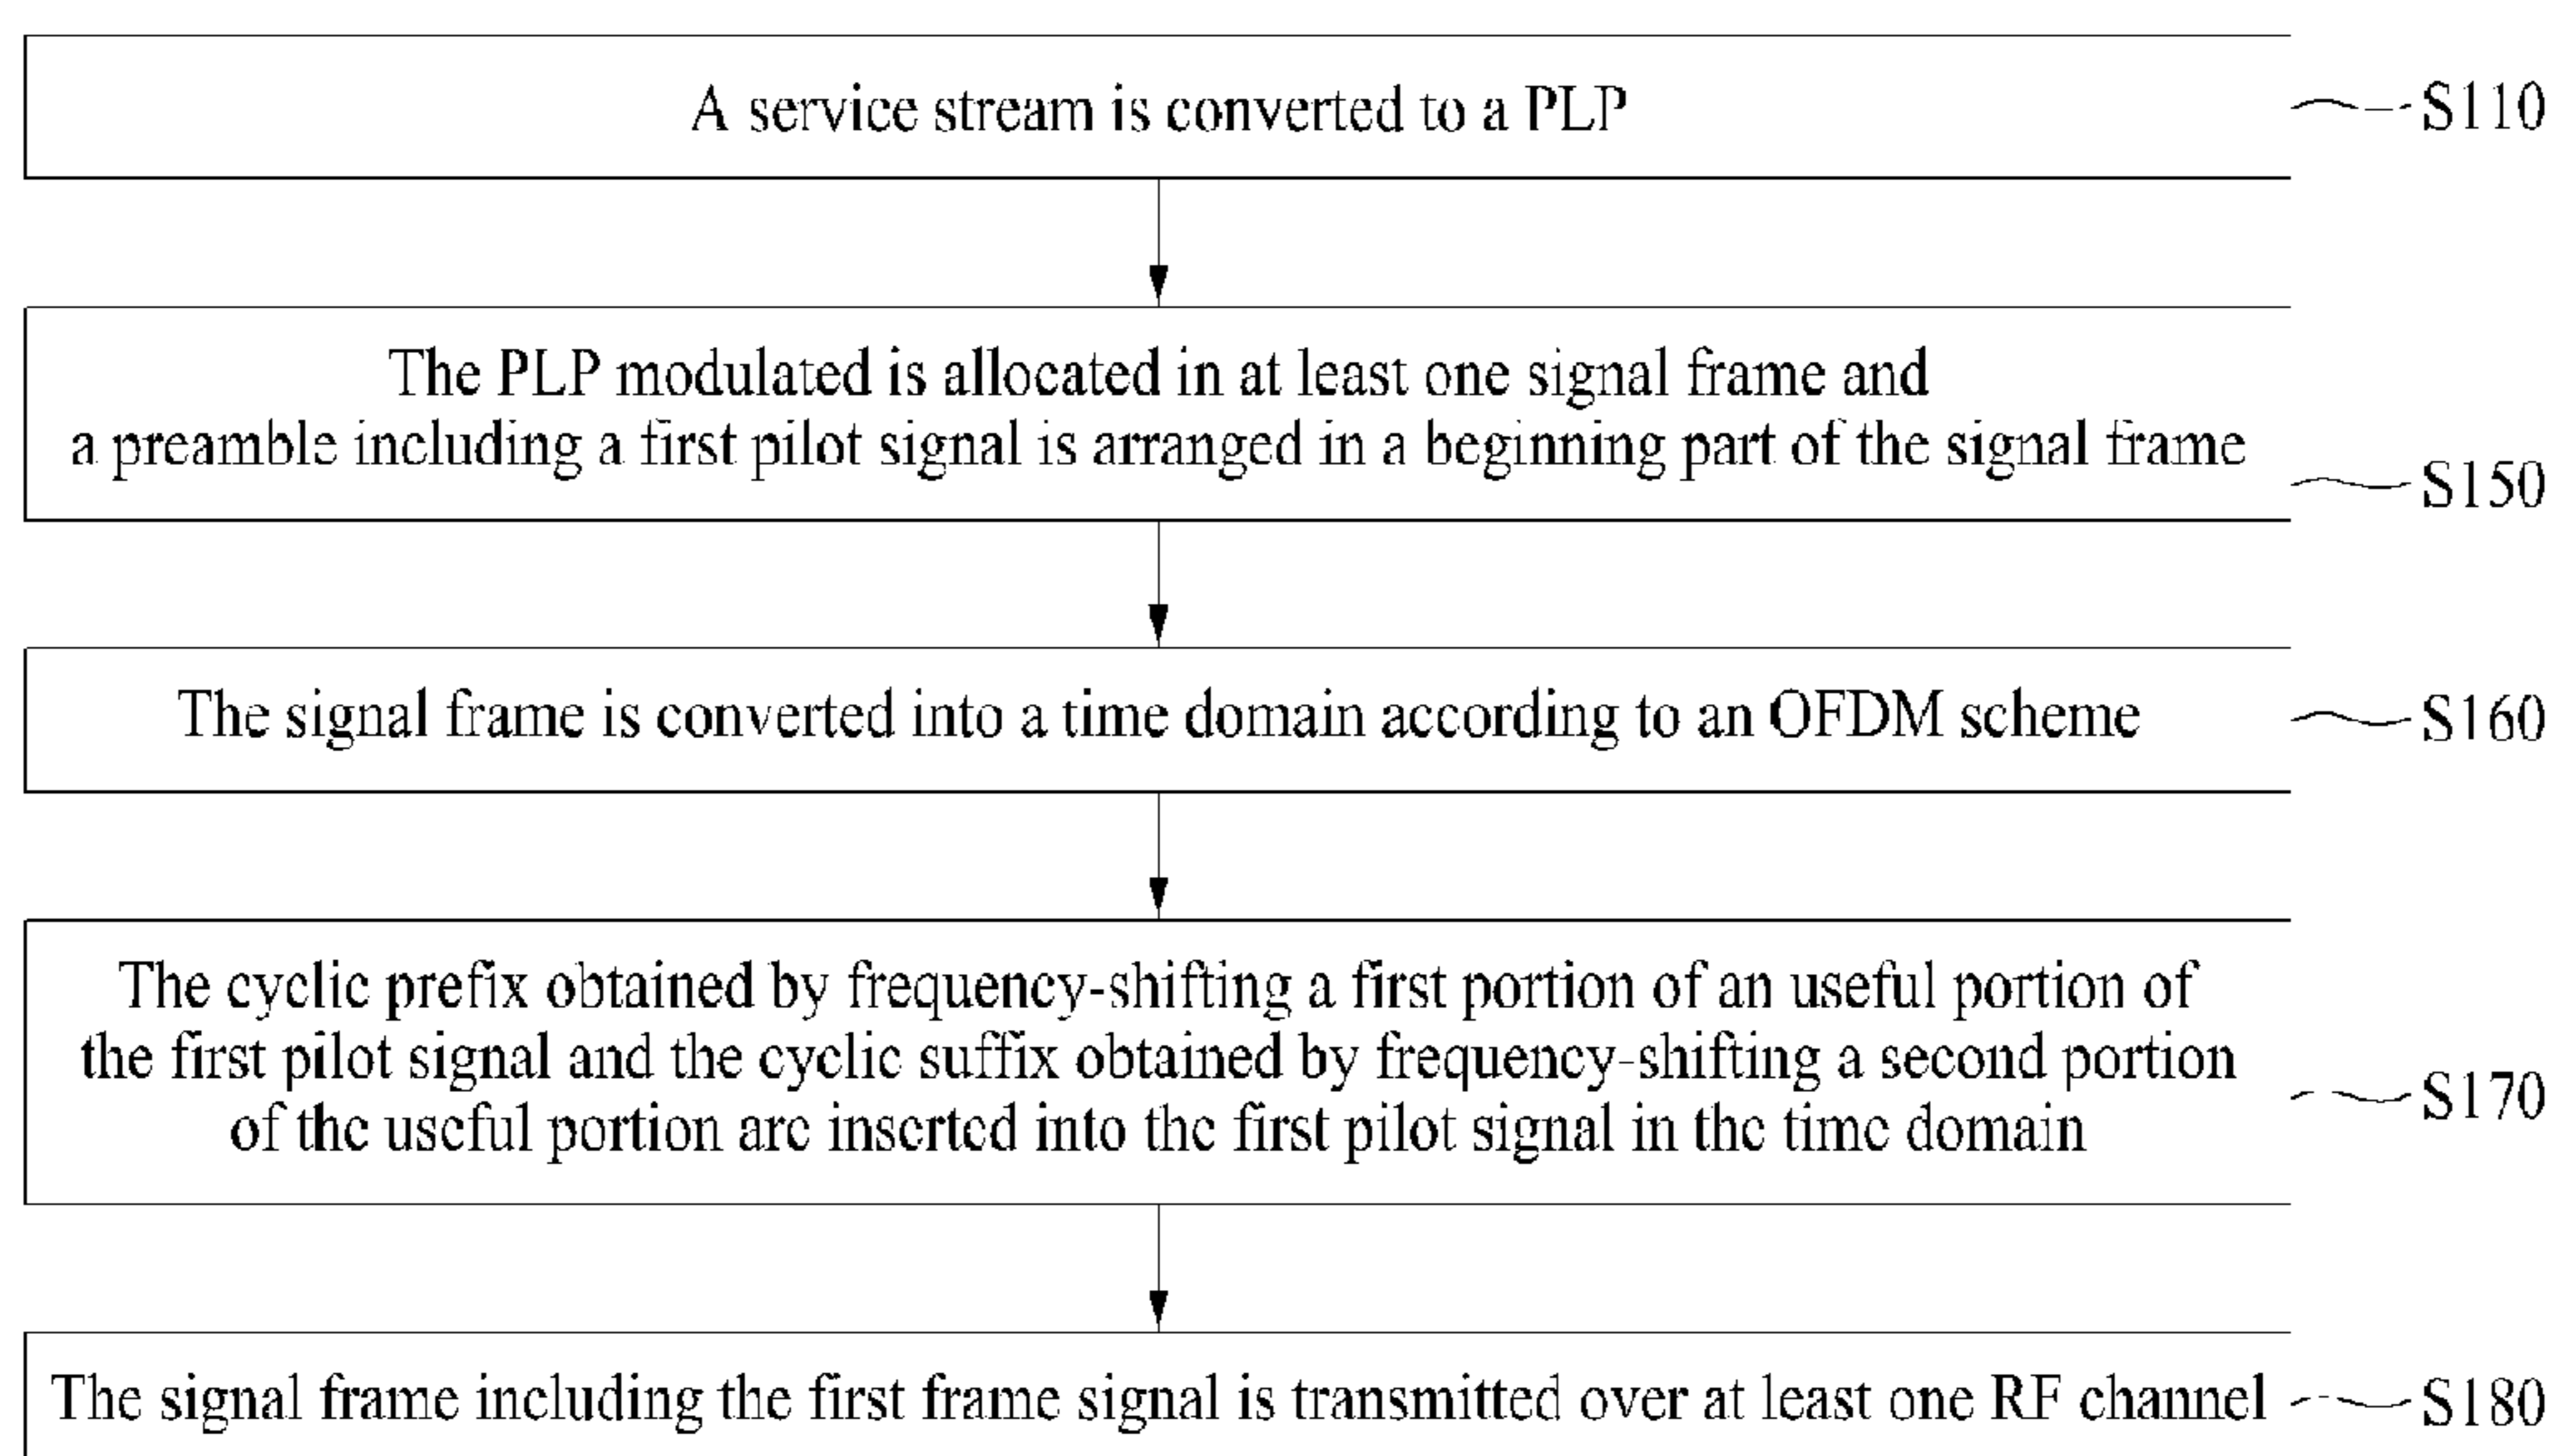 A service stream is converted to a PLP
S110
The PLP modulated is allocated in at least one signal frame and
a preamble including a first pilot signal is arranged in a beginning part of the signal frame
S150
The signal frame is converted into a time domain according to an OFDM scheme
S160
The cyclic prefix obtained by frequency-shifting a first portion of an useful portion of
the first pilot signal and the cyclic suffix obtained by frequency-shifting a second portion
of the useful portion are inserted into the first pilot signal in the time domain
S170
The signal frame including the first frame signal is transmitted over at least one RF channel
S180